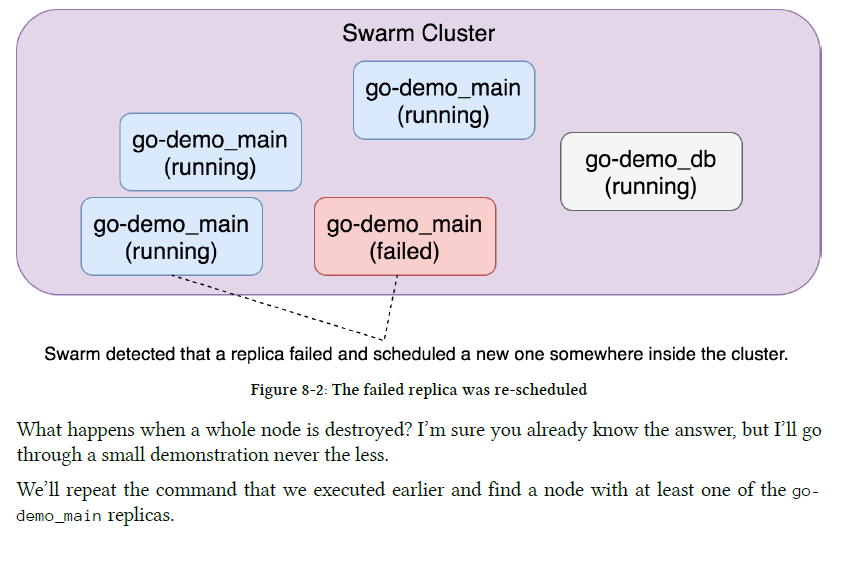 Swarm Cluster
go-demo_main
(running)
go-demo_main
(running)
go-demo_db
(running)
go-demo_main
(running)
go-demo_main
(failed)
Swarm detected that a replica failed and scheduled a new one somewhere inside the cluster.
Figure 8-2: The failed replica was re-scheduled
What happens when a whole node is destroyed? I’m sure you already know the answer, but I’ll go
through a small demonstration never the less.
We’ll repeat the command that we executed earlier and find a node with at least one of the go-
demo_main replicas.